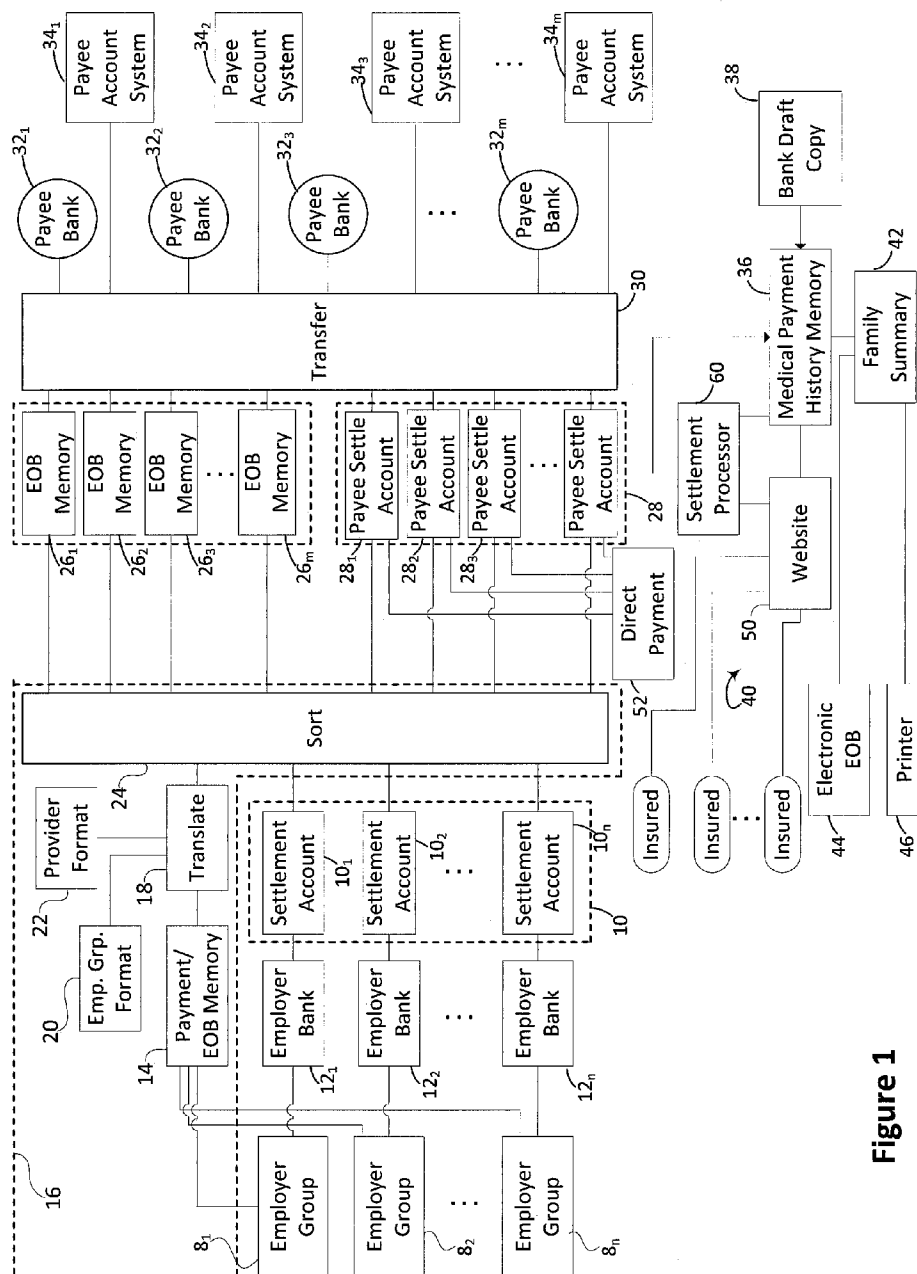 34₁
Payee
Account
System
34₂
Payee
Account
System
34₃
Payee
Account
System
34ₘ
Payee
Account
System
...
32₁
Payee
Bank
32₂
Payee
Bank
32₃
Payee
Bank
32ₘ
Payee
Bank
...
38
Bank Draft
Copy
30
Transfer
36
Medical Payment
History Memory
42
Family
Summary
EOB
Memory
26₁
EOB
Memory
26₂
EOB
Memory
26₃
...
EOB
Memory
26ₘ
Payee Settle
Account
28₁
Payee Settle
Account
28₂
Payee Settle
Account
28₃
...
Payee Settle
Account
28
60
Settlement
Processor
Website
50
Direct
Payment
52
40
Sort
24
Provider
Format
22
Translate
18
Emp. Grp.
Format
20
Payment/
EOB Memory
14
Settlement
Account
10₁
Settlement
Account
10₂
...
Settlement
Account
10ₙ
10
Insured
Insured
...
Insured
Electronic
EOB
44
Printer
46
Employer
Bank
12₁
Employer
Bank
12₂
...
Employer
Bank
12ₙ
16
Employer
Group
8₁
Employer
Group
8₂
...
Employer
Group
8ₙ
Figure 1